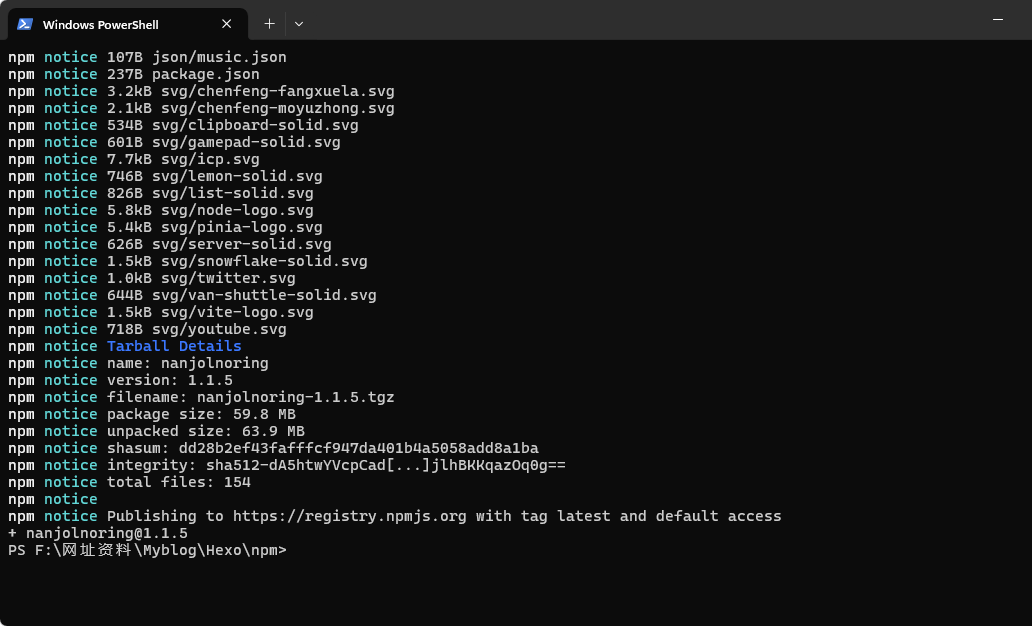 Windows PowerShell
npm notice 107B json/music.json
npm notice 237B package.json
npm notice 3.2kB svg/chenfeng-fangxuela.svg
npm notice 2.1kB svg/chenfeng-moyuzhong.svg
npm notice 534B svg/clipboard-solid.svg
npm notice 601B svg/gamepad-solid.svg
npm notice 7.7kB svg/icp.svg
npm notice 746B svg/lemon-solid.svg
npm notice 826B svg/list-solid.svg
npm notice 5.8kB svg/node-logo.svg
npm notice 5.4kB svg/pinia-logo.svg
npm notice 626B svg/server-solid.svg
npm notice 1.5kB svg/snowflake-solid.svg
npm notice 1.0kB svg/twitter.svg
npm notice 644B svg/van-shuttle-solid.svg
npm notice 1.5kB svg/vite-logo.svg
npm notice 718B svg/youtube.svg
npm notice Tarball Details
npm notice name: nanjolnoring
npm notice version: 1.1.5
npm notice filename: nanjolnoring-1.1.5.tgz
npm notice package size: 59.8 MB
npm notice unpacked size: 63.9 MB
npm notice shasum: dd28b2ef43fafffcf947da401b4a5058add8a1ba
npm notice integrity: sha512-dA5htwYVcpCad[...]jlhBKKqazOq0g==
npm notice total files: 154
npm notice
npm notice Publishing to https://registry.npmjs.org with tag latest and default access
+ nanjolnoring@1.1.5
PS F:\网址资料\Myblog\Hexo\npm>